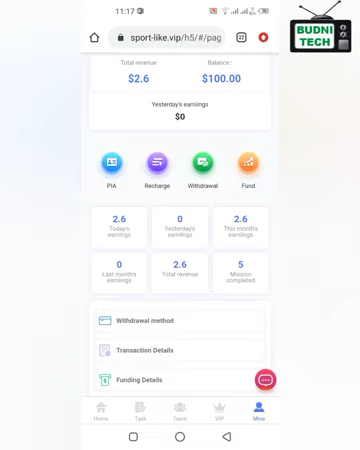 11:17
sport-like.vip/h5/#/pag
22
BUDNI
TECH
Total revenue
Balance:
$2.6
$100.00
Yesterday's earnings
$0
PIA
Recharge
Withdrawal
Fund
2.6
0
2.6
Today's
earnings
Yesterday's
earnings
This month's
earnings
0
2.6
5
Last month's
earnings
Total revenue
Mission
completed
Withdrawal method
Transaction Details
Funding Details
Home
Task
Team
VIP
Mine